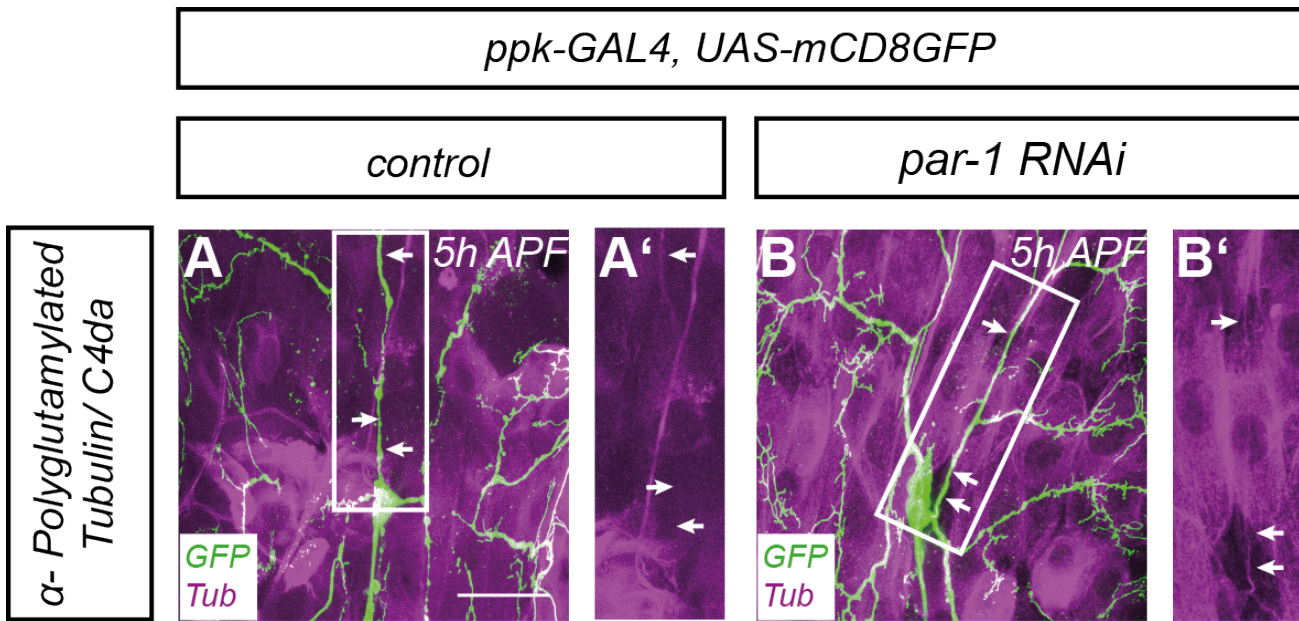 ppk-GAL4, UAS-mCD8GFP
control
par-1 RNAi
α- Polyglutamylated
Tubulin/ C4da
A
5h APF
GFP
Tub
A‘
B
5h APF
GFP
Tub
B‘